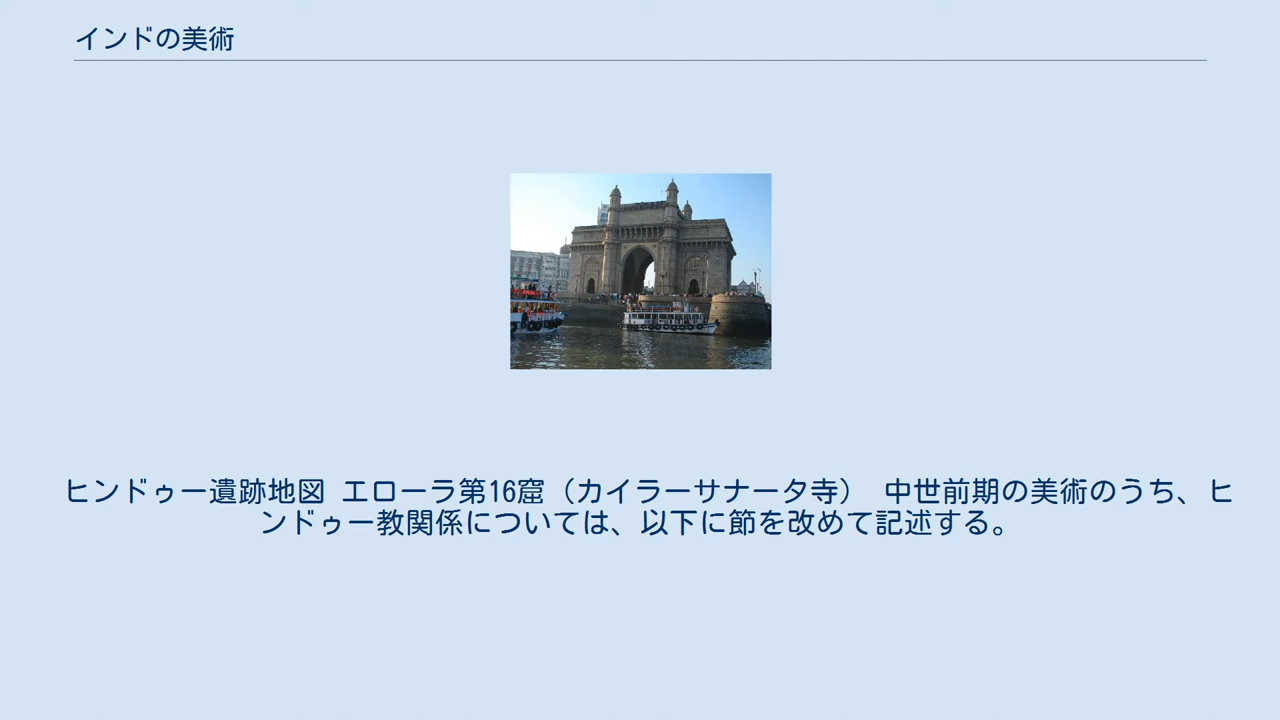 インドの美術
ヒンドゥー遺跡地図 エローラ第16窟（カイラーサナータ寺） 中世前期の美術のうち、ヒ
ンドゥー教関係については、以下に節を改めて記述する。